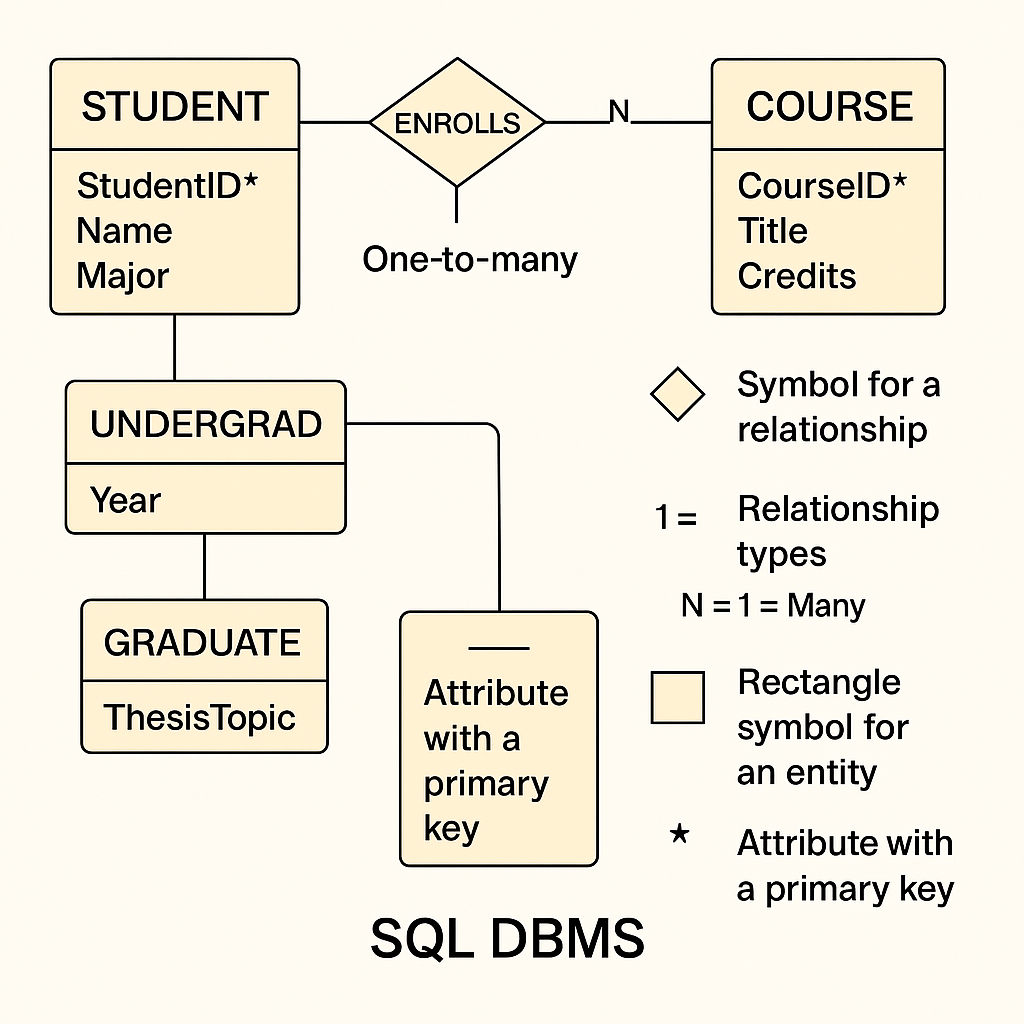 STUDENT
StudentID*
Name
Major
ENROLLS
N
One-to-many
COURSE
CourseID*
Title
Credits
UNDERGRAD
Year
GRADUATE
ThesisTopic
Attribute
with a
primary
key
Symbol for a
relationship
1 = Relationship
types
N = 1 = Many
Rectangle
symbol for
an entity
* Attribute with
a primary key
SQL DBMS